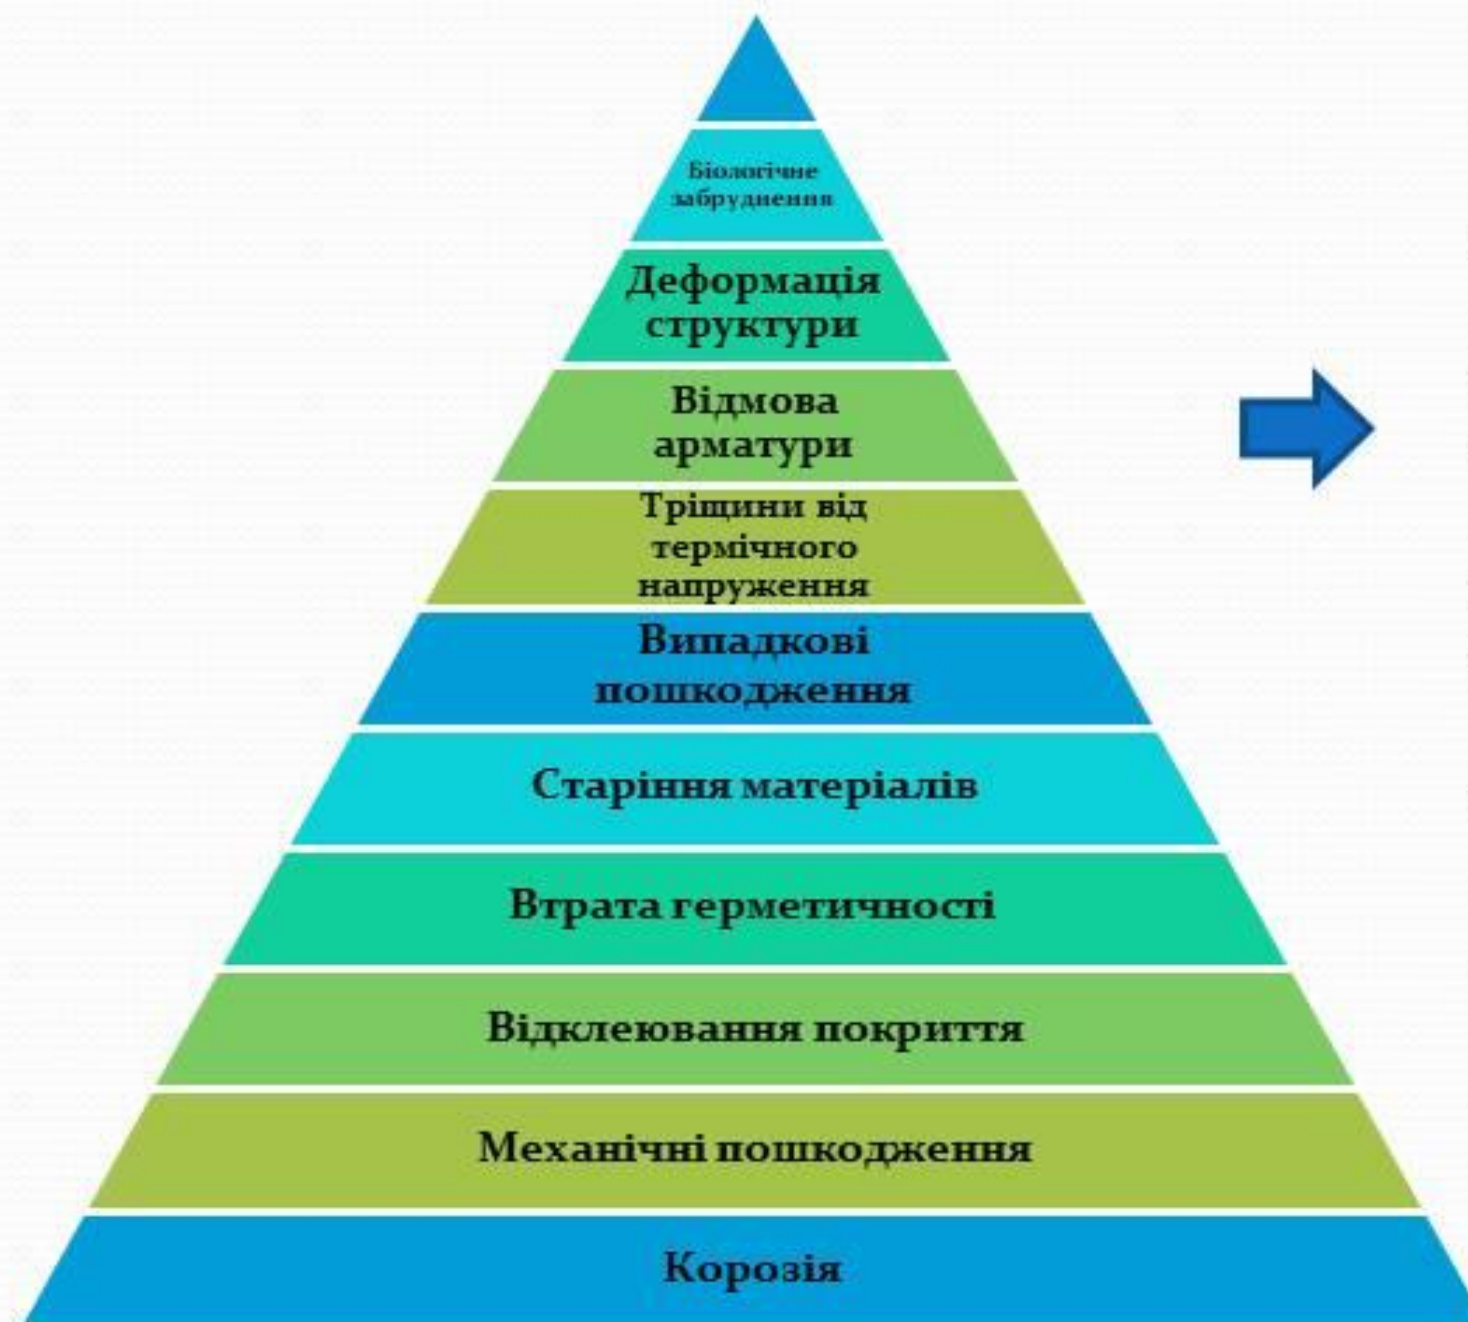 Біологічне
забруднення
Деформація
структури
Відмова
арматури
Тріщини від
термічного
напруження
Випадкові
пошкодження
Старіння матеріалів
Втрата герметичності
Відклеювання покриття
Механічні пошкодження
Корозія